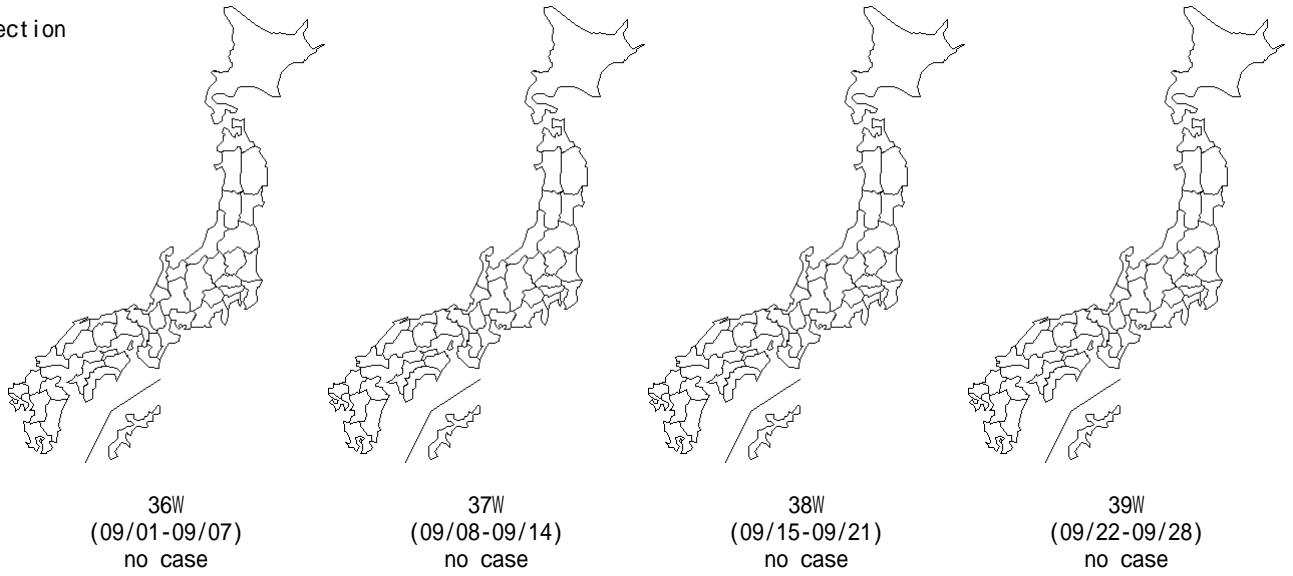 ection
36W
(09/01-09/07)
no case
37W
(09/08-09/14)
no case
38W
(09/15-09/21)
no case
39W
(09/22-09/28)
no case